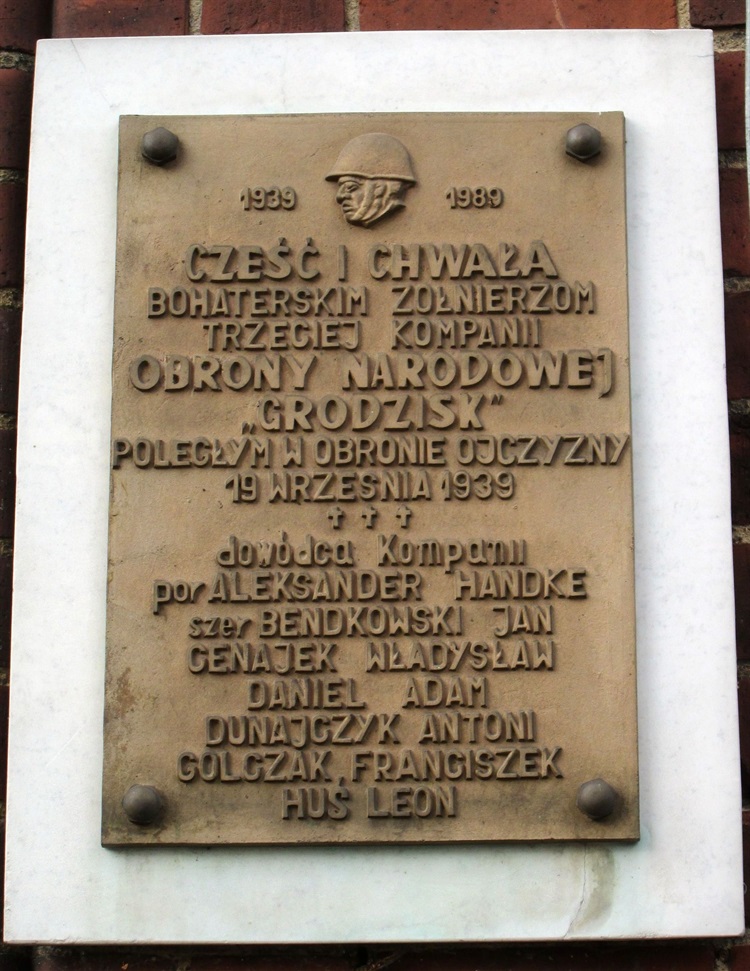 1939 1989
CZEŚĆ I CHWAŁA
BOHATERSKIM ŻOŁNIERZOM
TRZECIEJ KOMPANII
OBRONY NARODOWEJ
„GRODZISK”
POLEGŁYM W OBRONIE OJCZYZNY
19 WRZEŚNIA 1939
dowódca Kompanii
por ALEKSANDER HANDKE
szer BENDKOWSKI JAN
CENAJEK WŁADYSŁAW
DANIEL ADAM
DUNAJCZYK ANTONI
GOLCZAK FRANCISZEK
HUŚ LEON